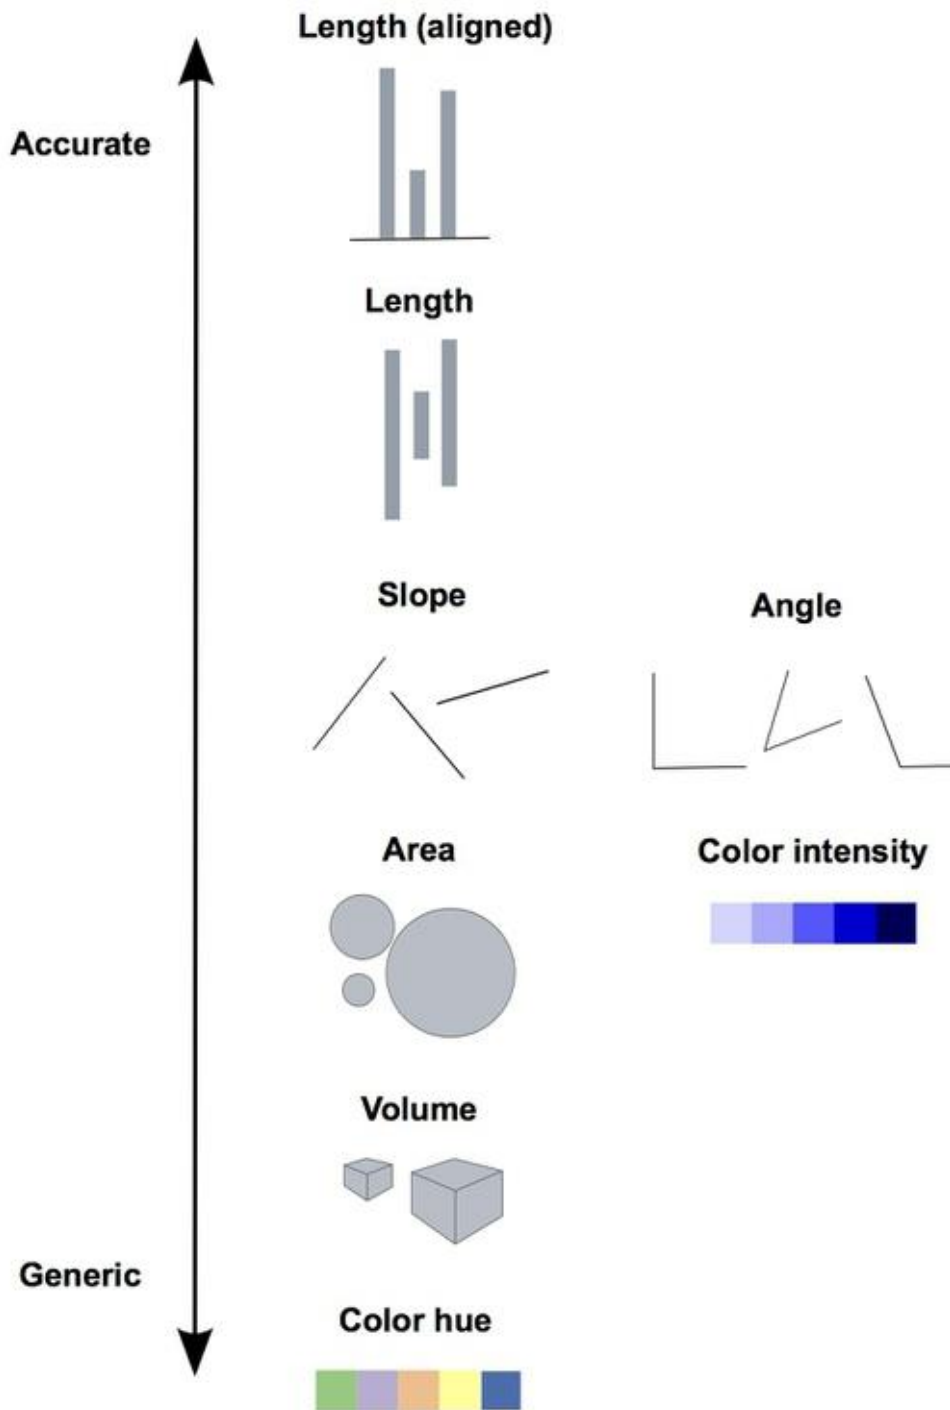 Length (aligned)
Accurate
Length
Slope
Angle
Area
Color intensity
Volume
Generic
Color hue